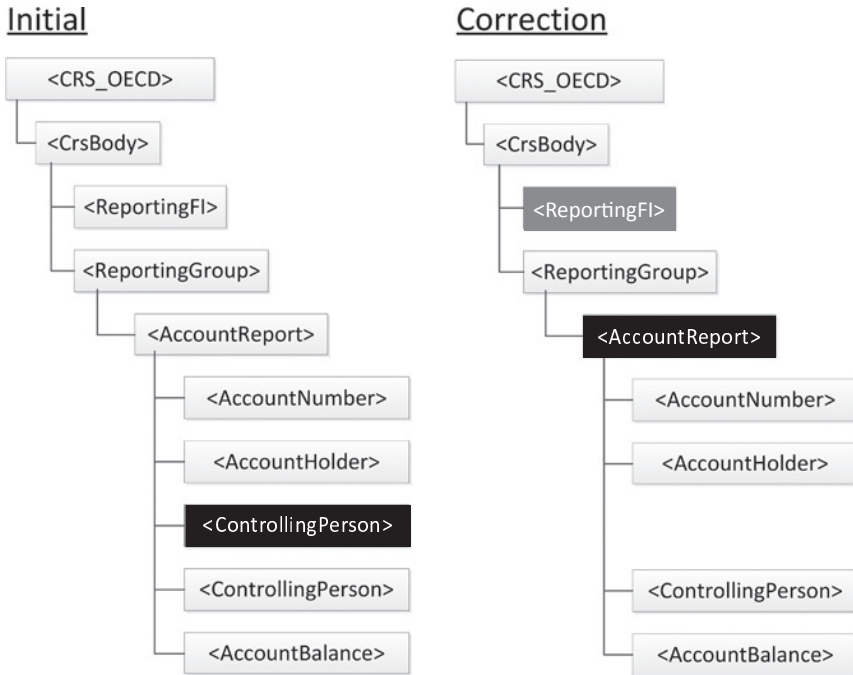 Initial
<CRS_OECD>
<CrsBody>
<ReportingFI>
<ReportingGroup>
<AccountReport>
<AccountNumber>
<AccountHolder>
<ControllingPerson>
<ControllingPerson>
<AccountBalance>
Correction
<CRS_OECD>
<CrsBody>
<ReportingFI>
<ReportingGroup>
<AccountReport>
<AccountNumber>
<AccountHolder>
<ControllingPerson>
<AccountBalance>